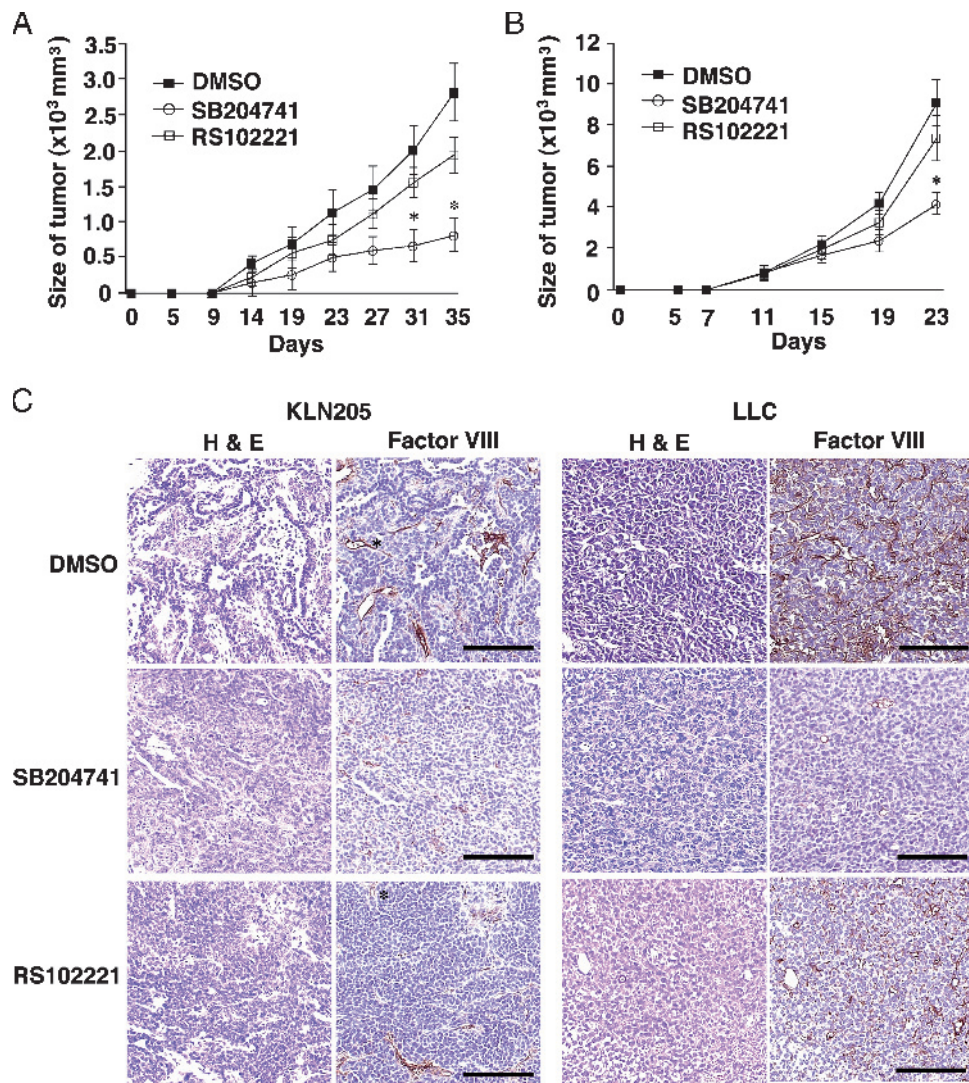 A
Size of tumor (x10³ mm³)
3.5
3.0
2.5
2.0
1.5
1.0
0.5
0
DMSO
SB204741
RS102221
*
*
0 5 9 14 19 23 27 31 35
Days
B
Size of tumor (x10³ mm³)
12
10
8
6
4
2
0
DMSO
SB204741
RS102221
*
0 5 7 11 15 19 23
Days
C
KLN205 LLC
H & E Factor VIII H & E Factor VIII
DMSO
*
SB204741
RS102221
*